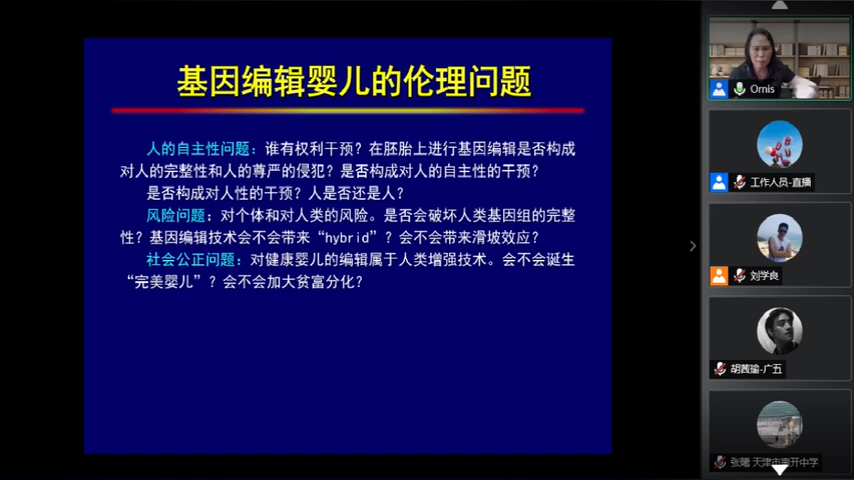 基因编辑婴儿的伦理问题
人的自主性问题：谁有权利干预？在胚胎上进行基因编辑是否构成
对人的完整性和人的尊严的侵犯？是否构成对人的自主性的干预？
是否构成对人性的干预？人是否还是人？
风险问题：对个体和对人类的风险。是否会破坏人类基因组的完整
性？基因编辑技术会不会带来“hybrid”？会不会带来滑坡效应？
社会公正问题：对健康婴儿的编辑属于人类增强技术。会不会诞生
“完美婴儿”？会不会加大贫富分化？
Ornis
工作人员-直播
刘学良
胡茜瑜-广五
天津市南开中学